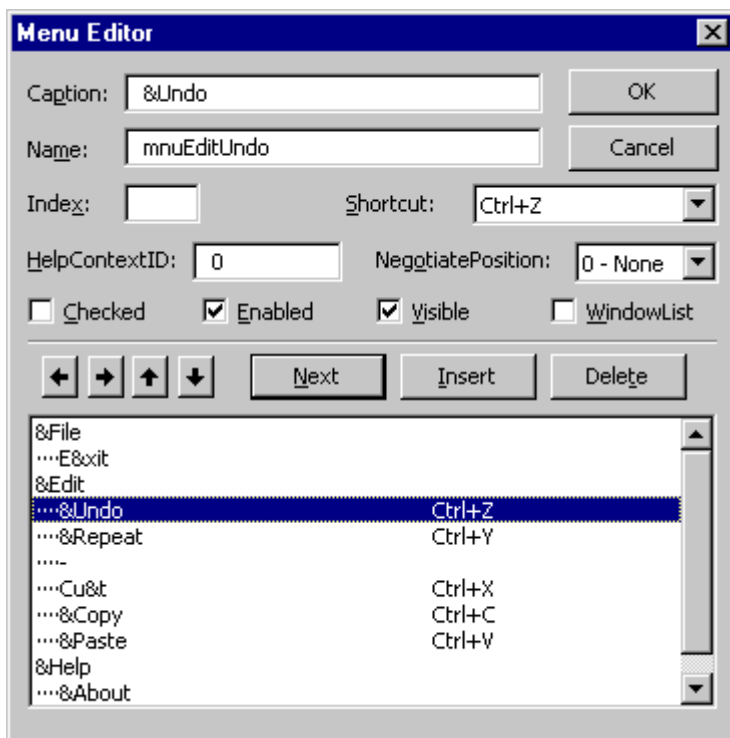 Menu Editor
Caption: &Undo OK
Name: mnuEditUndo Cancel
Index: Shortcut: Ctrl+Z
HelpContextID: 0 NegotiatePosition: 0 - None
Checked Enabled Visible WindowList
Next Insert Delete
&File
····E&xit
&Edit
····&Undo Ctrl+Z
····&Repeat Ctrl+Y
····-
····Cu&t Ctrl+X
····&Copy Ctrl+C
····&Paste Ctrl+V
&Help
····&About